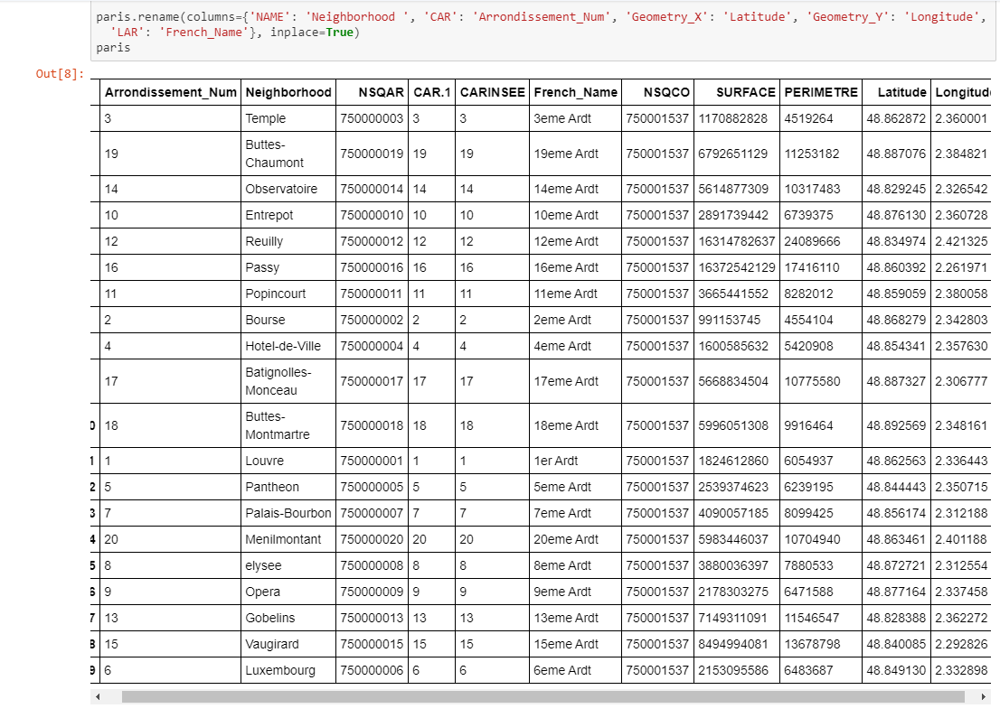 paris.rename(columns={'NAME': 'Neighborhood ', 'CAR': 'Arrondissement_Num', 'Geometry_X': 'Latitude', 'Geometry_Y': 'Longitude',
'LAR': 'French_Name'}, inplace=True)
paris
Out[8]:
Arrondissement_Num Neighborhood NSQAR CAR.1 CARINSEE French_Name NSQCO SURFACE PERIMETRE Latitude Longitude
3 Temple 750000003 3 3 3eme Ardt 750001537 1170882828 4519264 48.862872 2.360001
19 Buttes-
Chaumont 750000019 19 19 19eme Ardt 750001537 6792651129 11253182 48.887076 2.384821
14 Observatoire 750000014 14 14 14eme Ardt 750001537 5614877309 10317483 48.829245 2.326542
10 Entrepot 750000010 10 10 10eme Ardt 750001537 2891739442 6739375 48.876130 2.360728
12 Reuilly 750000012 12 12 12eme Ardt 750001537 16314782637 24089666 48.834974 2.421325
16 Passy 750000016 16 16 16eme Ardt 750001537 16372542129 17416110 48.860392 2.261971
11 Popincourt 750000011 11 11 11eme Ardt 750001537 3665441552 8282012 48.859059 2.380058
2 Bourse 750000002 2 2 2eme Ardt 750001537 991153745 4554104 48.868279 2.342803
4 Hotel-de-Ville 750000004 4 4 4eme Ardt 750001537 1600585632 5420908 48.854341 2.357630
17 Batignolles-
Monceau 750000017 17 17 17eme Ardt 750001537 5668834504 10775580 48.887327 2.306777
0 18 Buttes-
Montmartre 750000018 18 18 18eme Ardt 750001537 5996051308 9916464 48.892569 2.348161
1 1 Louvre 750000001 1 1 1er Ardt 750001537 1824612860 6054937 48.862563 2.336443
2 5 Pantheon 750000005 5 5 5eme Ardt 750001537 2539374623 6239195 48.844443 2.350715
3 7 Palais-Bourbon 750000007 7 7 7eme Ardt 750001537 4090057185 8099425 48.856174 2.312188
4 20 Menilmontant 750000020 20 20 20eme Ardt 750001537 5983446037 10704940 48.863461 2.401188
5 8 elysee 750000008 8 8 8eme Ardt 750001537 3880036397 7880533 48.872721 2.312554
6 9 Opera 750000009 9 9 9eme Ardt 750001537 2178303275 6471588 48.877164 2.337458
7 13 Gobelins 750000013 13 13 13eme Ardt 750001537 7149311091 11546547 48.828388 2.362272
8 15 Vaugirard 750000015 15 15 15eme Ardt 750001537 8494994081 13678798 48.840085 2.292826
9 6 Luxembourg 750000006 6 6 6eme Ardt 750001537 2153095586 6483687 48.849130 2.332898